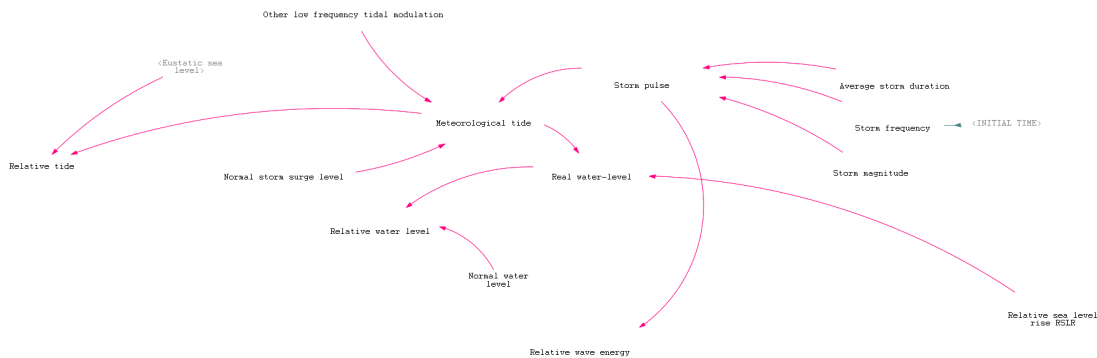 Other low frequency tidal modulation
<Eustatic sea
level>
Storm pulse
Average storm duration
Meteorological tide
Storm frequency
<INITIAL TIME>
Relative tide
Normal storm surge level
Real water-level
Storm magnitude
Relative water level
Normal water
level
Relative sea level
rise RSLR
Relative wave energy